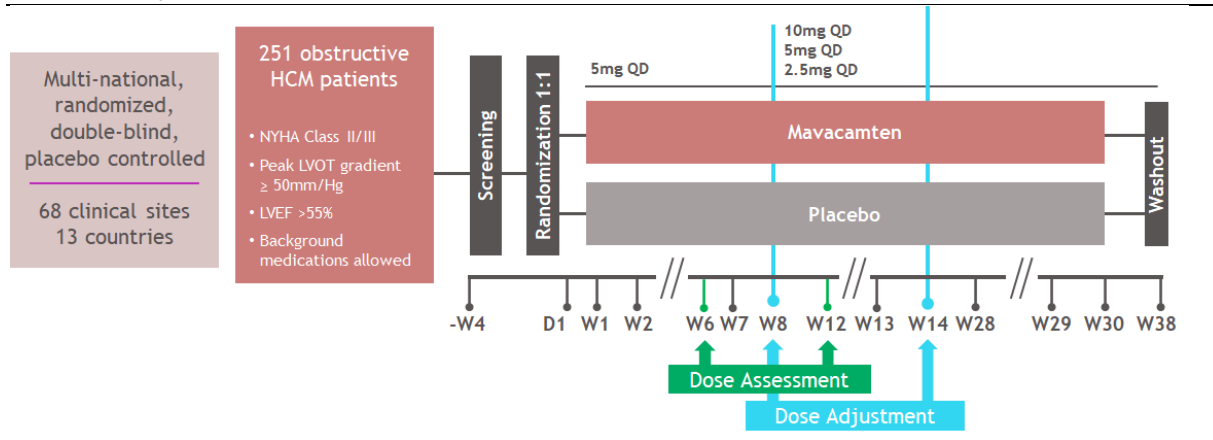 Multi-national,
randomized,
double-blind,
placebo controlled
68 clinical sites
13 countries
251 obstructive
HCM patients
• NYHA Class II/III
• Peak LVOT gradient
≥ 50mm/Hg
• LVEF >55%
• Background
medications allowed
Screening
Randomization 1:1
5mg QD
10mg QD
5mg QD
2.5mg QD
Mavacamten
Placebo
Washout
-W4 D1 W1 W2 W6 W7 W8 W12 W13 W14 W28 W29 W30 W38
Dose Assessment
Dose Adjustment